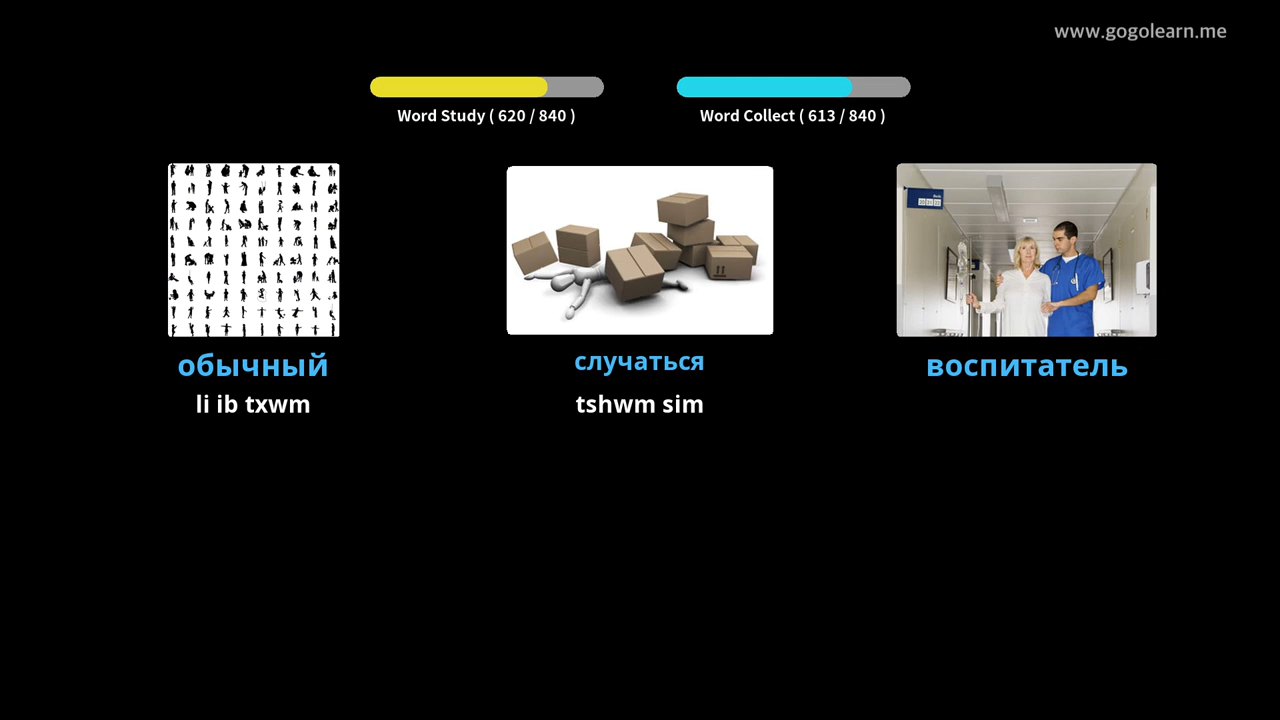 www.gogolearn.me
Word Study ( 620 / 840 )
Word Collect ( 613 / 840 )
обычный
случаться
воспитатель
li ib txwm
tshwm sim